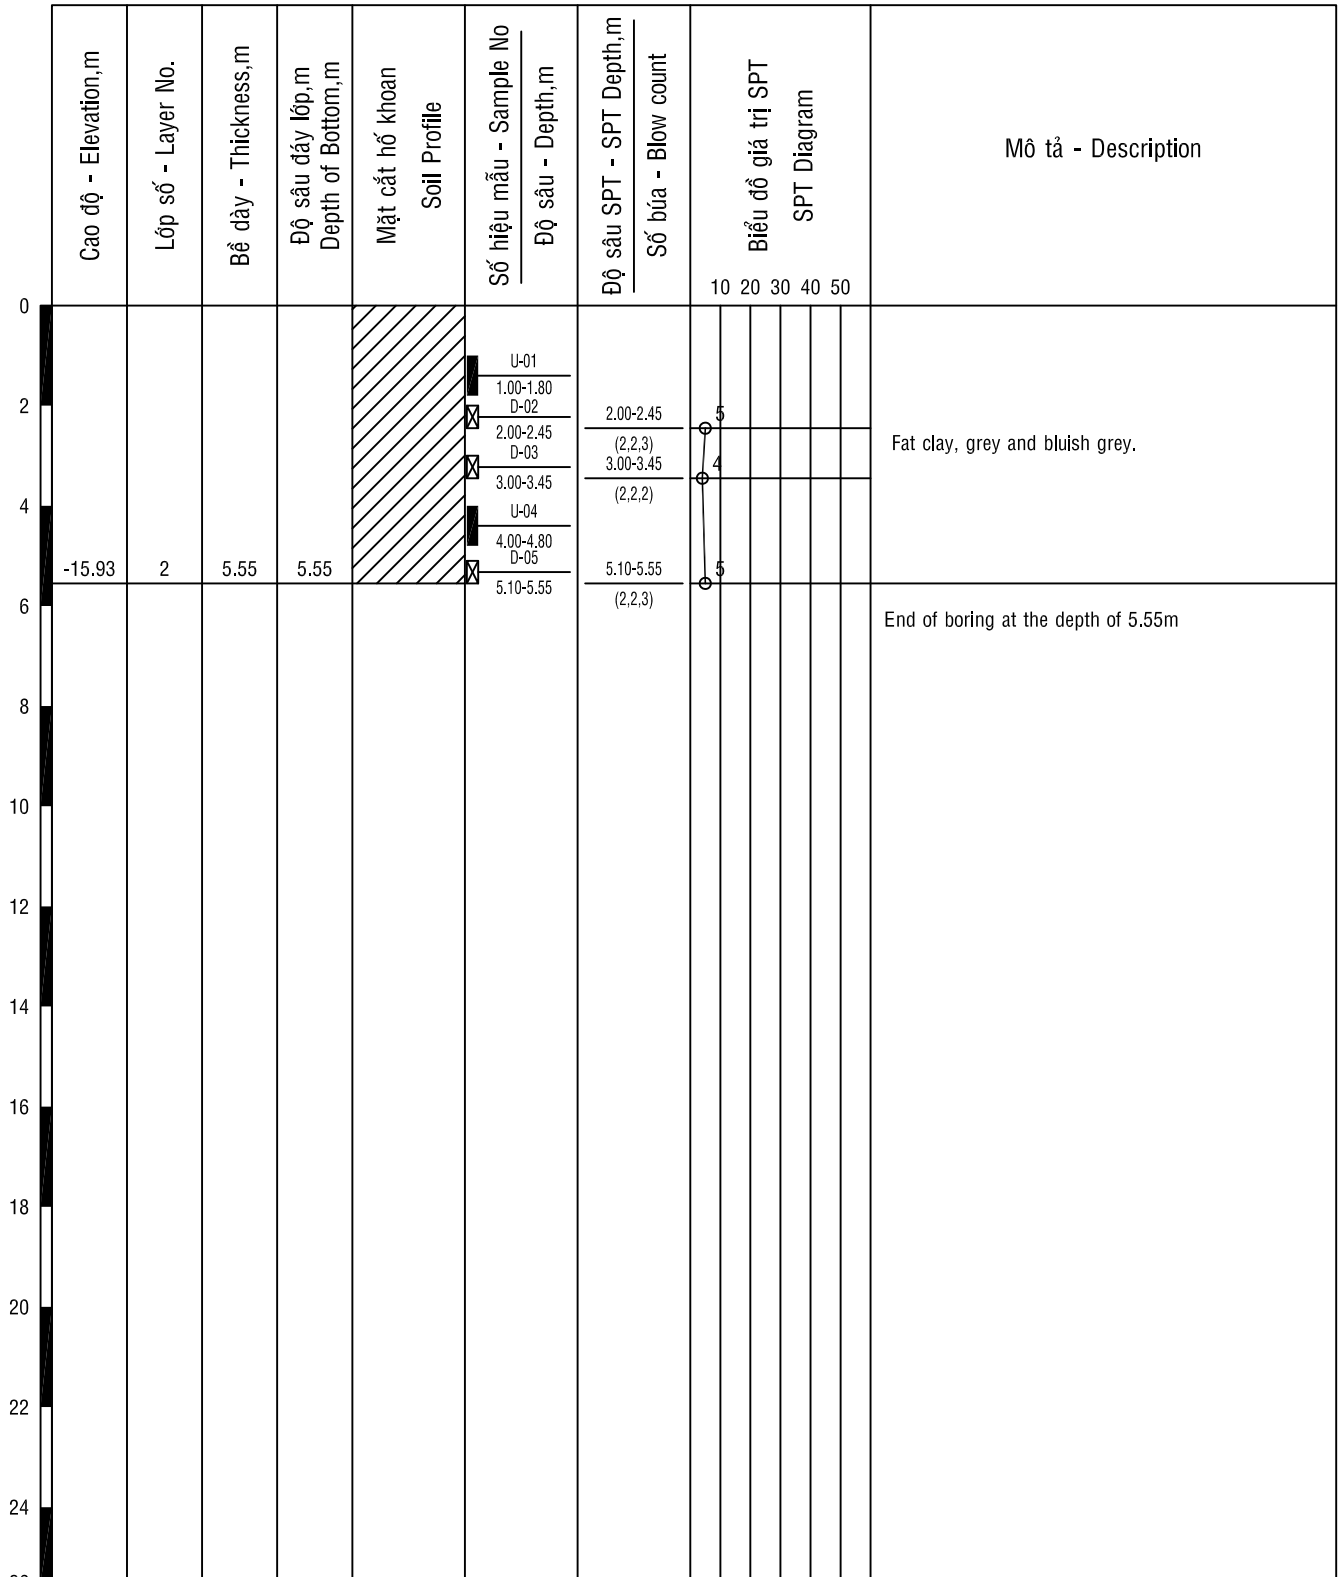 Cao độ - Elevation,m
Lớp số - Layer No.
Bề dày - Thickness,m
Độ sâu đáy lớp,m
Depth of Bottom,m
Mặt cắt hố khoan
Soil Profile
Số hiệu mẫu - Sample No
Độ sâu - Depth,m
Độ sâu SPT - SPT Depth,m
Số búa - Blow count
Biểu đồ giá trị SPT
SPT Diagram
10 20 30 40 50
Mô tả - Description
0
U-01
1.00-1.80
2
D-02
2.00-2.45
2.00-2.45
(2,2,3)
5
Fat clay, grey and bluish grey.
D-03
3.00-3.45
3.00-3.45
(2,2,2)
4
4
U-04
4.00-4.80
D-05
5.10-5.55
-15.93 2 5.55 5.55
5.10-5.55
(2,2,3)
5
6
End of boring at the depth of 5.55m
8
10
12
14
16
18
20
22
24